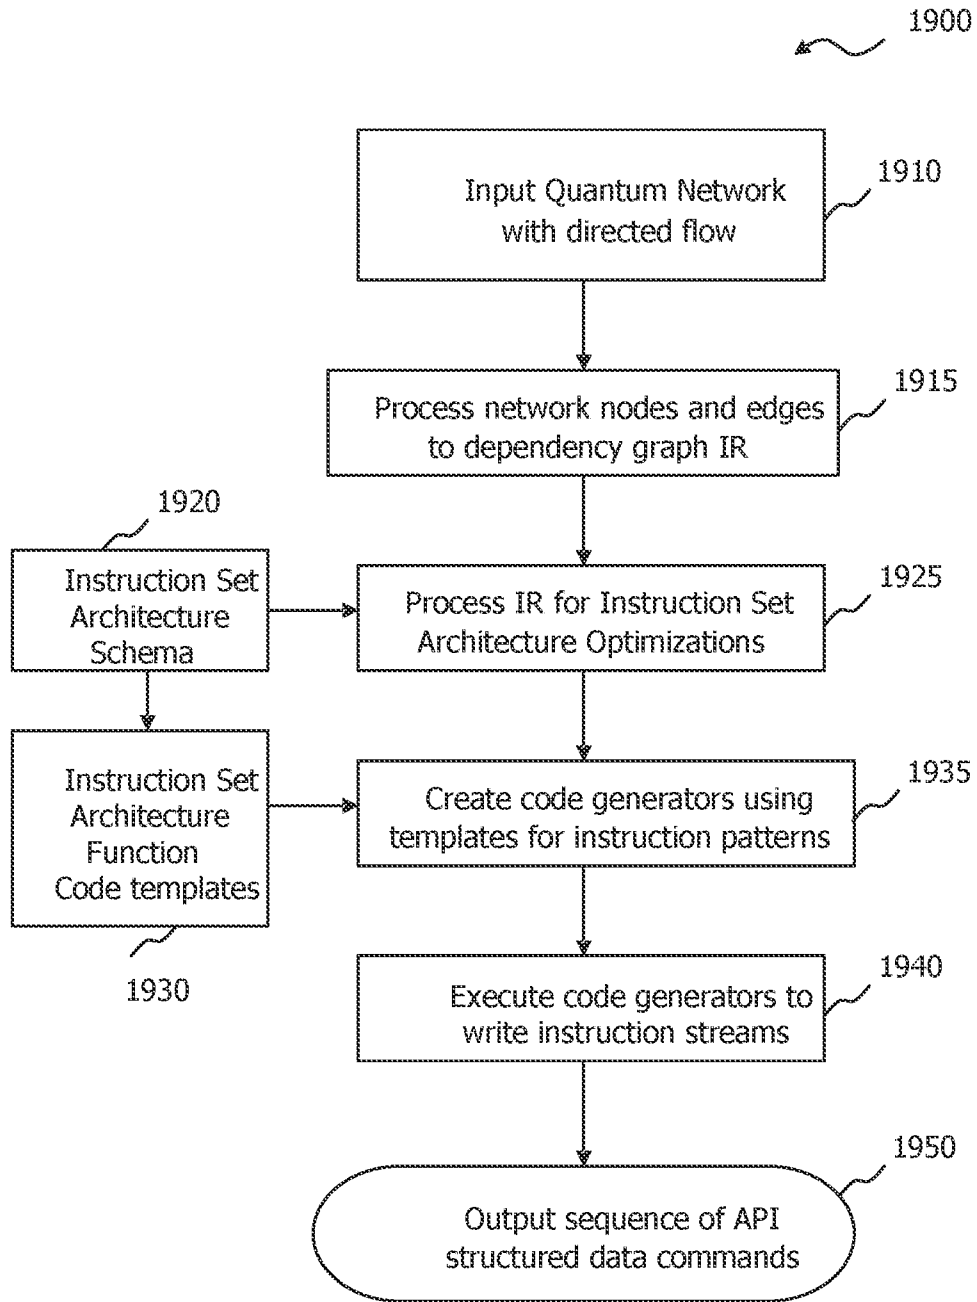 1900
1910
Input Quantum Network
with directed flow
1915
Process network nodes and edges
to dependency graph IR
1920
Instruction Set
Architecture
Schema
1925
Process IR for Instruction Set
Architecture Optimizations
Instruction Set
Architecture
Function
Code templates
1930
1935
Create code generators using
templates for instruction patterns
1940
Execute code generators to
write instruction streams
1950
Output sequence of API
structured data commands